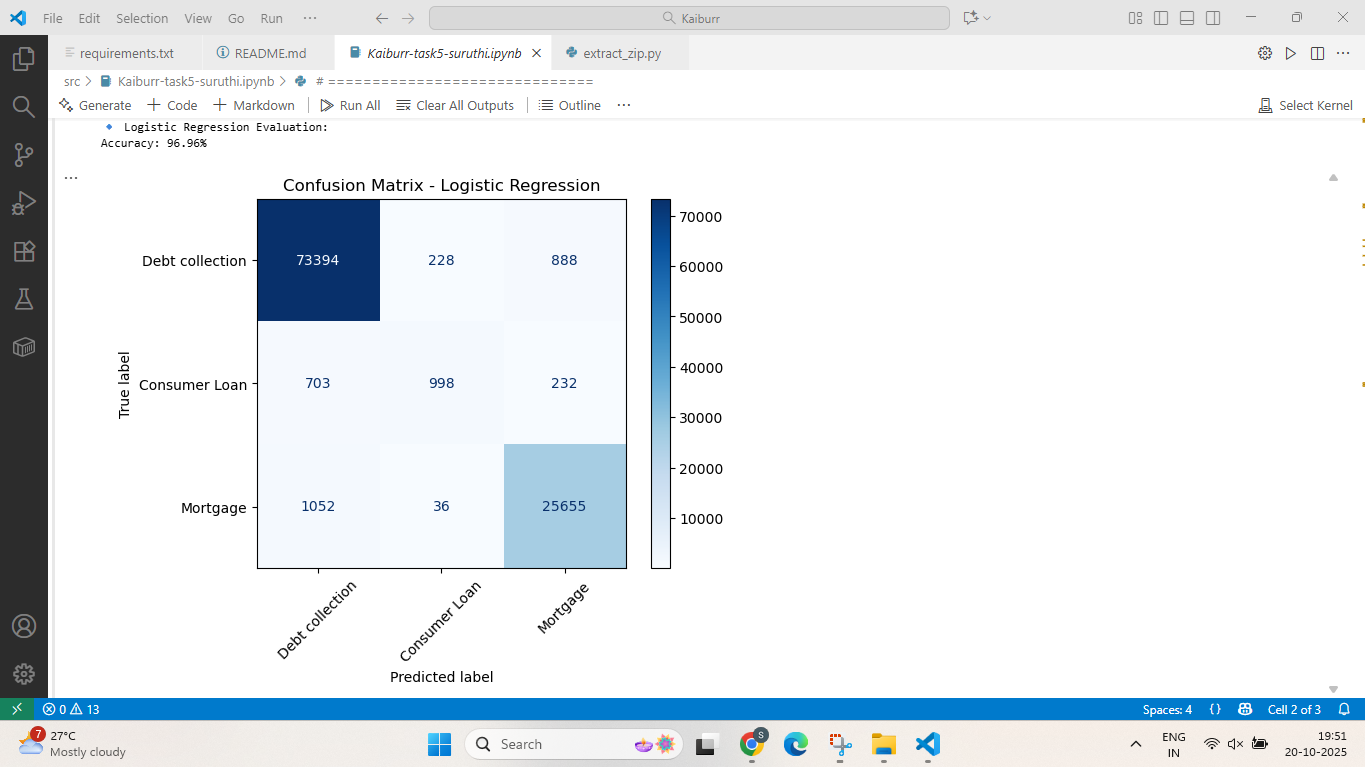 File Edit Selection View Go Run ···
Kaiburr
requirements.txt README.md Kaiburr-task5-suruthi.ipynb extract_zip.py
src > Kaiburr-task5-suruthi.ipynb > # ==============================
Generate + Code + Markdown Run All Clear All Outputs Outline ···
Select Kernel
Logistic Regression Evaluation:
Accuracy: 96.96%
Confusion Matrix - Logistic Regression
True label
Debt collection 73394 228 888
Consumer Loan 703 998 232
Mortgage 1052 36 25655
Debt collection Consumer Loan Mortgage
Predicted label
70000
60000
50000
40000
30000
20000
10000
0 13
Spaces: 4 {} Cell 2 of 3
7
27°C
Mostly cloudy
Search
S
ENG
IN
19:51
20-10-2025